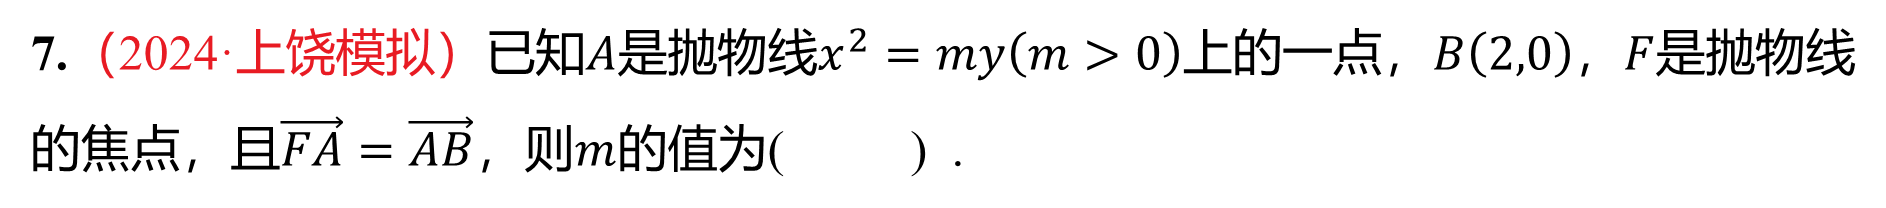 7.（2024·上饶模拟）已知A是抛物线x² = my(m > 0)上的一点，B(2,0)，F是抛物线
的焦点，且\overrightarrow{FA} = \overrightarrow{AB}，则m的值为(　　)．